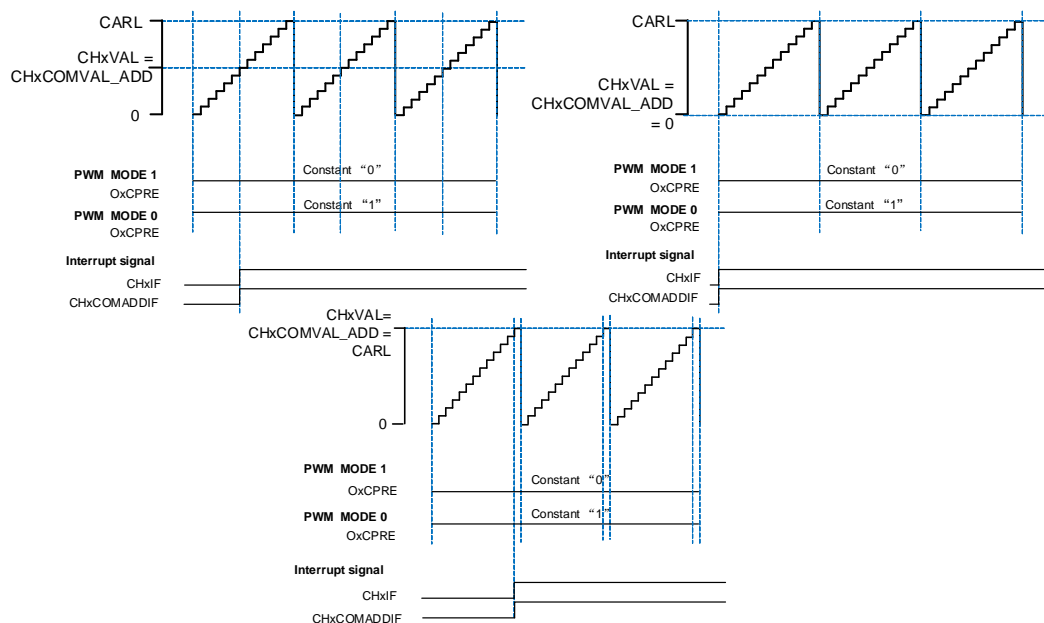 CARL
CHxVAL =
CHxCOMVAL_ADD
0
PWM MODE 1
OxCPRE
Constant “0”
PWM MODE 0
OxCPRE
Constant “1”
Interrupt signal
CHxIF
CHxCOMADDIF
CARL
CHxVAL =
CHxCOMVAL_ADD
= 0
PWM MODE 1
OxCPRE
Constant “0”
PWM MODE 0
OxCPRE
Constant “1”
Interrupt signal
CHxIF
CHxCOMADDIF
CHxVAL=
CHxCOMVAL_ADD =
CARL
0
PWM MODE 1
OxCPRE
Constant “0”
PWM MODE 0
OxCPRE
Constant “1”
Interrupt signal
CHxIF
CHxCOMADDIF